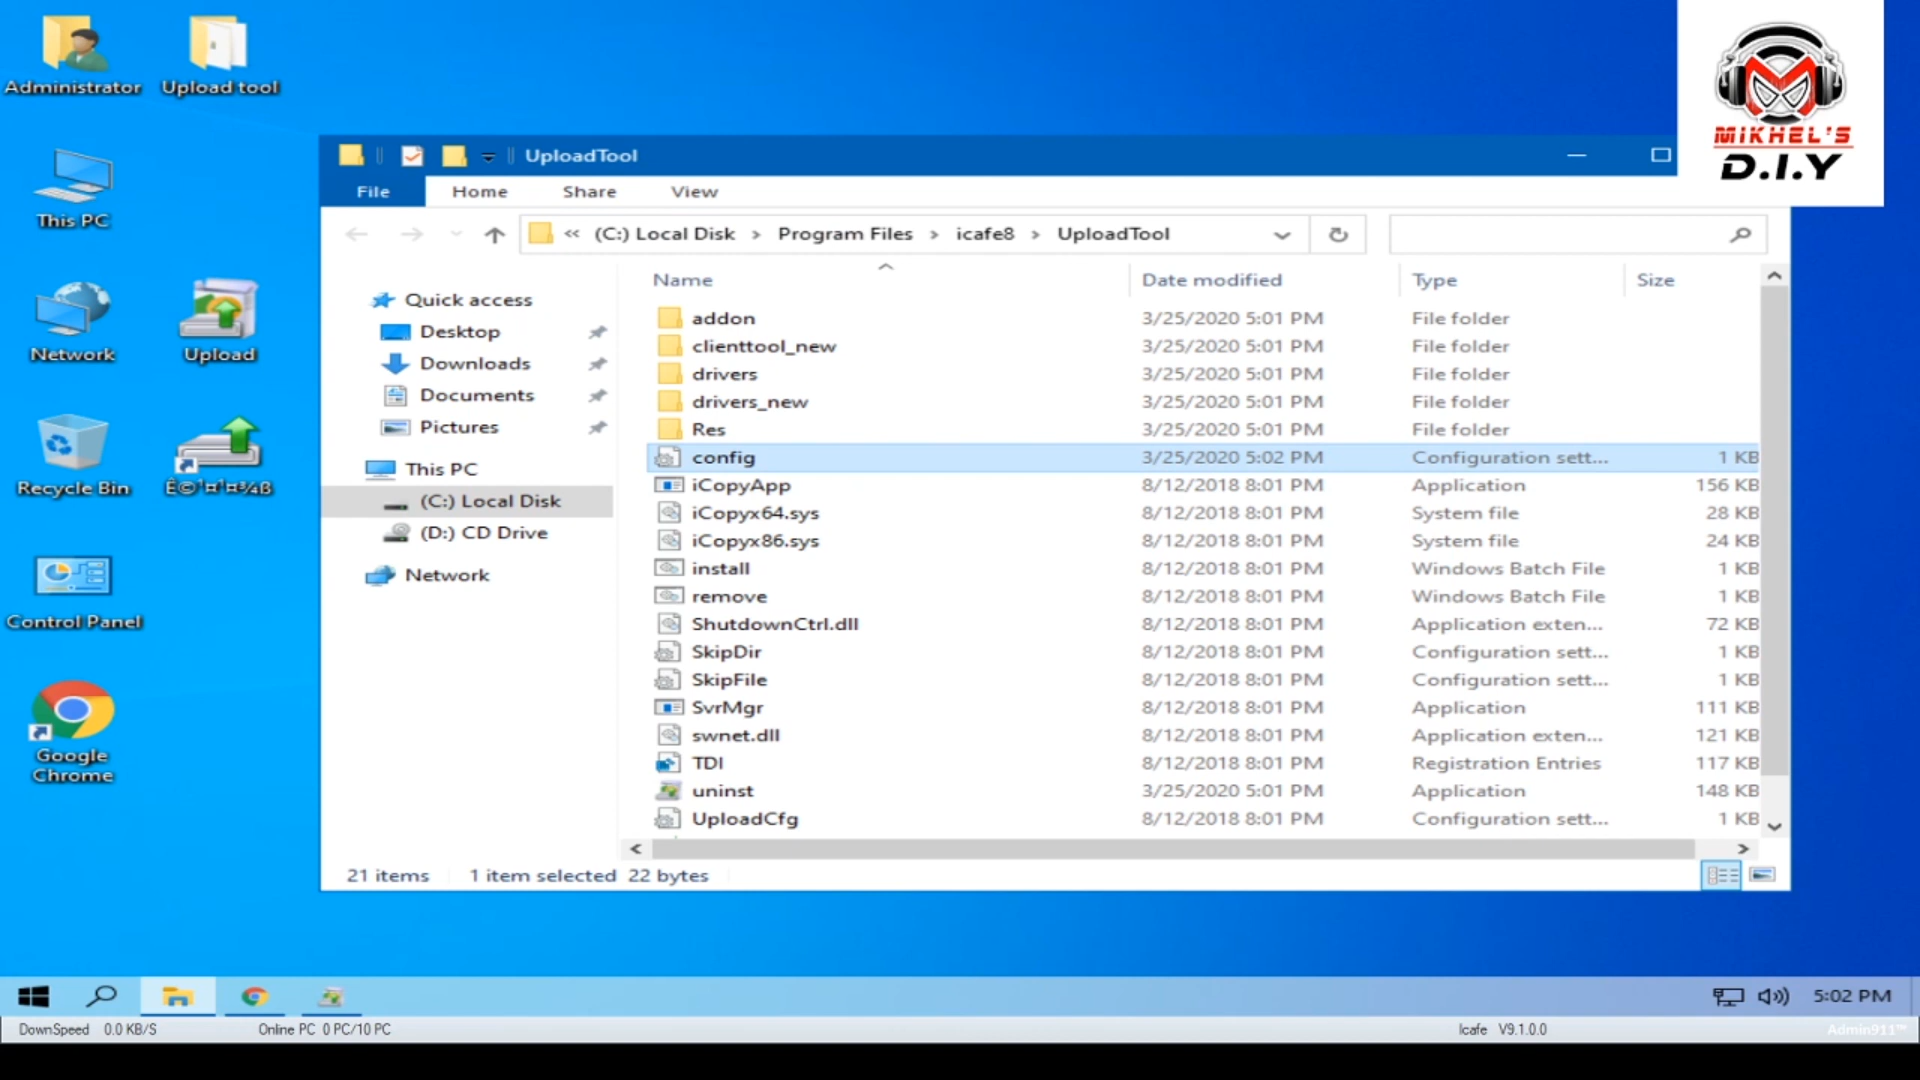 Administrator
Upload tool
This PC
Network
Upload
Recycle Bin
Control Panel
Google
Chrome
MIKHEL'S
D.I.Y
UploadTool
File Home Share View
« (C:) Local Disk > Program Files > icafe8 > UploadTool
Name Date modified Type Size
Quick access
Desktop
Downloads
Documents
Pictures
This PC
(C:) Local Disk
(D:) CD Drive
Network
addon 3/25/2020 5:01 PM File folder
clienttool_new 3/25/2020 5:01 PM File folder
drivers 3/25/2020 5:01 PM File folder
drivers_new 3/25/2020 5:01 PM File folder
Res 3/25/2020 5:01 PM File folder
config 3/25/2020 5:02 PM Configuration sett... 1 KB
iCopyApp 8/12/2018 8:01 PM Application 156 KB
iCopyx64.sys 8/12/2018 8:01 PM System file 28 KB
iCopyx86.sys 8/12/2018 8:01 PM System file 24 KB
install 8/12/2018 8:01 PM Windows Batch File 1 KB
remove 8/12/2018 8:01 PM Windows Batch File 1 KB
ShutdownCtrl.dll 8/12/2018 8:01 PM Application exten... 72 KB
SkipDir 8/12/2018 8:01 PM Configuration sett... 1 KB
SkipFile 8/12/2018 8:01 PM Configuration sett... 1 KB
SvrMgr 8/12/2018 8:01 PM Application 111 KB
swnet.dll 8/12/2018 8:01 PM Application exten... 121 KB
TDI 8/12/2018 8:01 PM Registration Entries 117 KB
uninst 3/25/2020 5:01 PM Application 148 KB
UploadCfg 8/12/2018 8:01 PM Configuration sett... 1 KB
21 items 1 item selected 22 bytes
5:02 PM
DownSpeed 0.0 KB/S Online PC 0 PC/10 PC Icafe V9.1.0.0 Admin911™